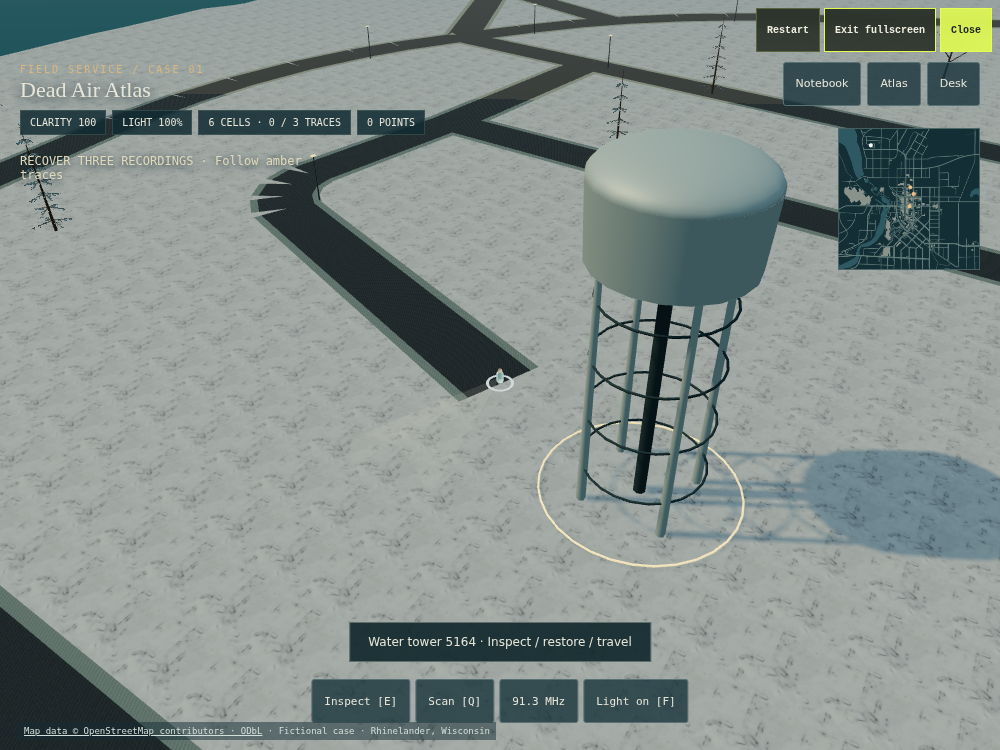 Restart Exit fullscreen Close
FIELD SERVICE / CASE 01
Dead Air Atlas
Notebook Atlas Desk
CLARITY 100 LIGHT 100% 6 CELLS · 0 / 3 TRACES 0 POINTS
RECOVER THREE RECORDINGS · Follow amber
traces
Water tower 5164 · Inspect / restore / travel
Inspect [E] Scan [Q] 91.3 MHz Light on [F]
Map data © OpenStreetMap contributors · ODbL · Fictional case · Rhinelander, Wisconsin